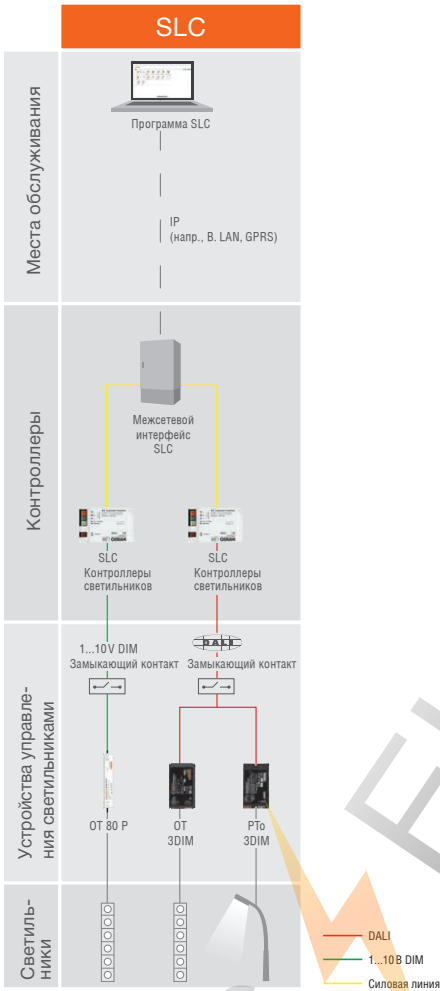 SLC
Места обслуживания
Программа SLC
IP
(напр., В. LAN, GPRS)
Контроллеры
Межсетевой
интерфейс
SLC
SLC
Контроллеры
светильников
SLC
Контроллеры
светильников
Устройства управле-
ния светильниками
1...10V DIM
Замыкающий контакт
DALI
Замыкающий контакт
OT 80 P
OT
3DIM
PTo
3DIM
Светиль-
ники
DALI
1...10 В DIM
Силовая линия